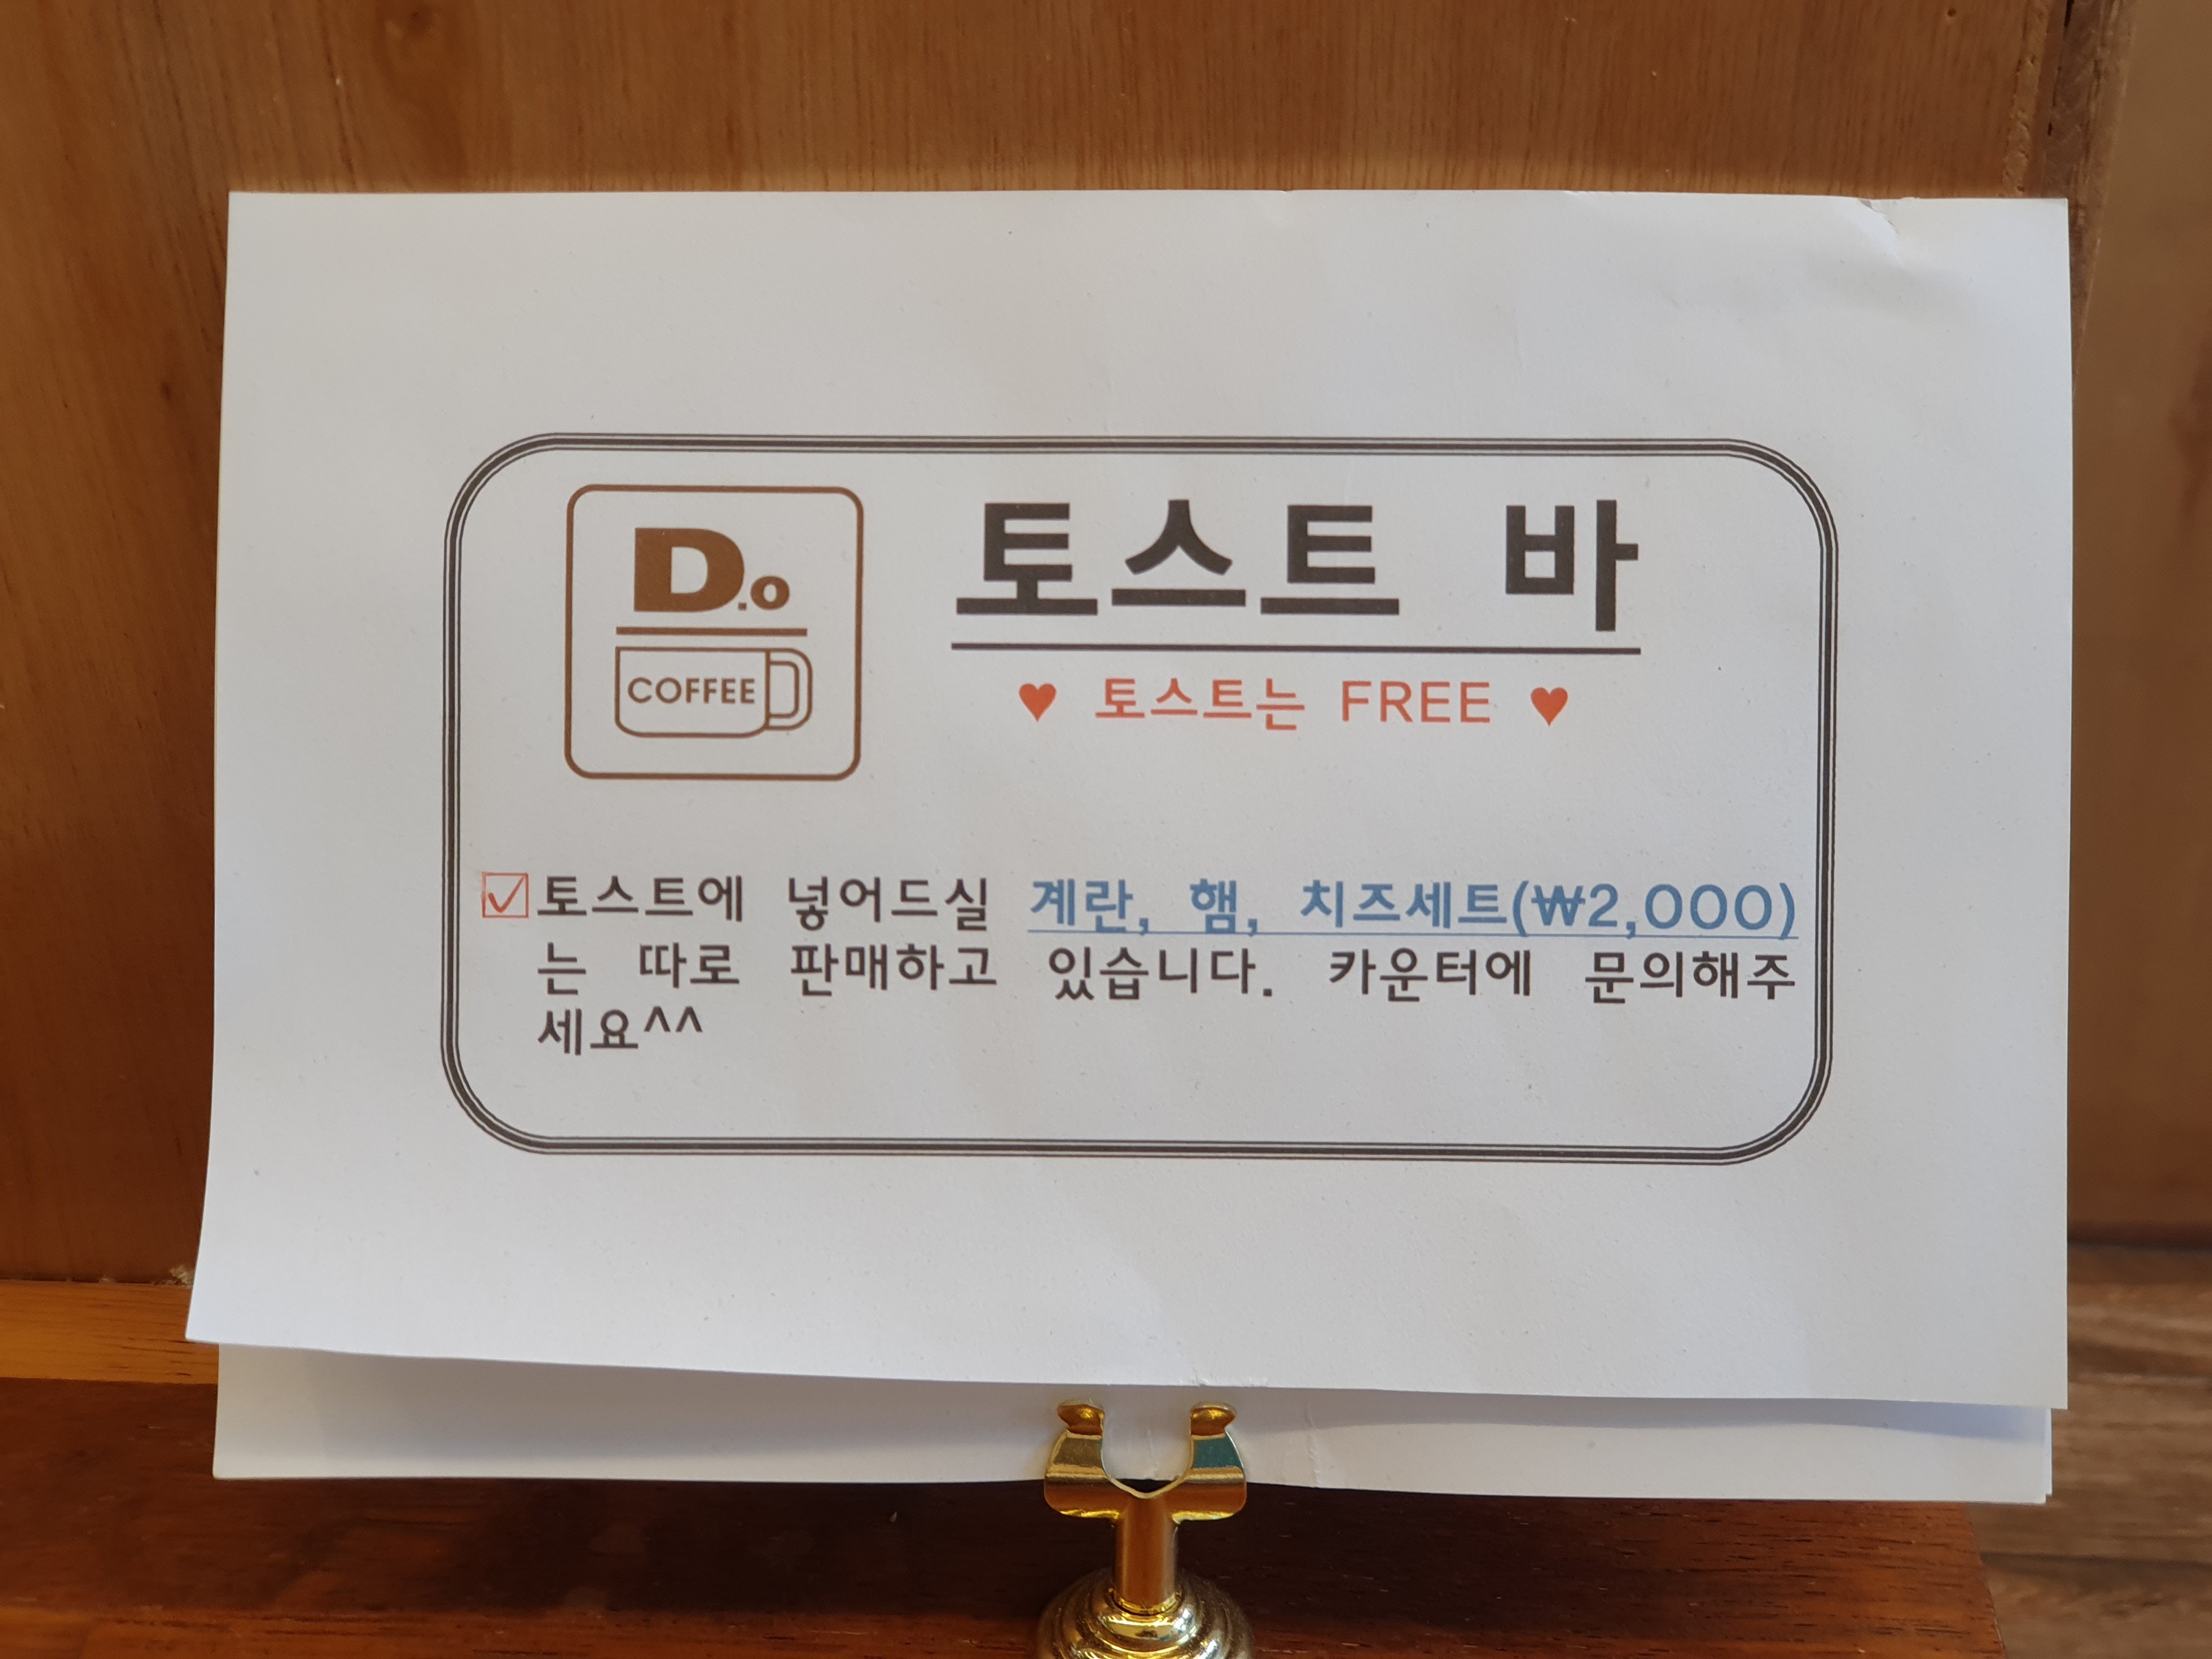 D.o
COFFEE
토스트 바
♥ 토스트는 FREE ♥
☑토스트에 넣어드실 계란, 햄, 치즈세트(₩2,000)
는 따로 판매하고 있습니다. 카운터에 문의해주
세요^^